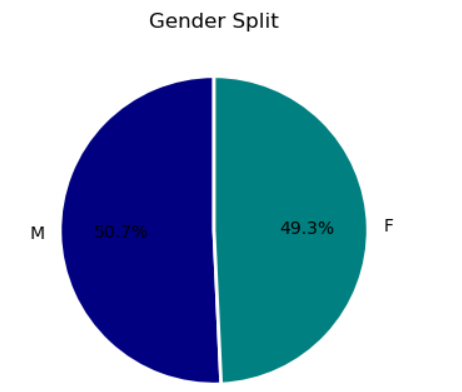 Gender Split
M
50.7%
49.3%
F